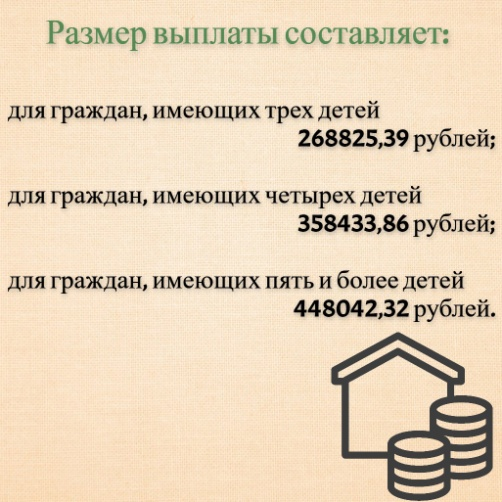 Размер выплаты составляет:
для граждан, имеющих трех детей
268825,39 рублей;
для граждан, имеющих четырех детей
358433,86 рублей;
для граждан, имеющих пять и более детей
448042,32 рублей.